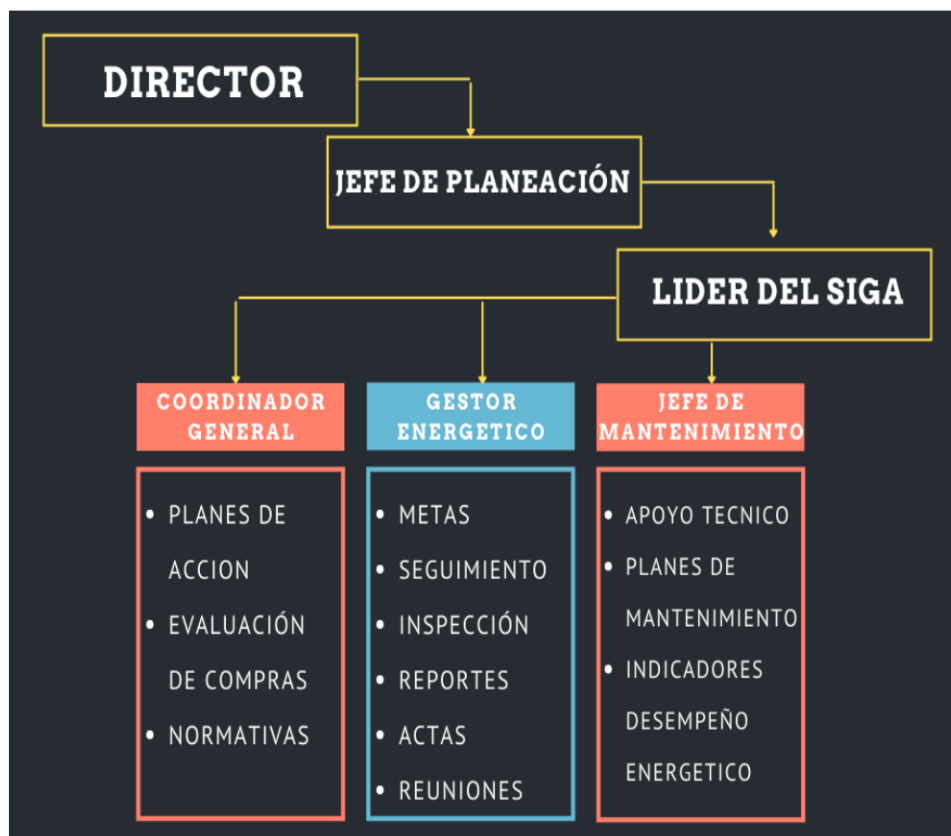 DIRECTOR
JEFE DE PLANEACIÓN
LIDER DEL SIGA
COORDINADOR
GENERAL
GESTOR
ENERGETICO
JEFE DE
MANTENIMIENTO
• PLANES DE
ACCION
• EVALUACIÓN
DE COMPRAS
• NORMATIVAS
• METAS
• SEGUIMIENTO
• INSPECCIÓN
• REPORTES
• ACTAS
• REUNIONES
• APOYO TECNICO
• PLANES DE
MANTENIMIENTO
• INDICADORES
DESEMPEÑO
ENERGETICO